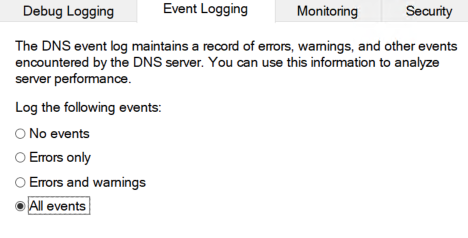 Debug Logging Event Logging Monitoring Security
The DNS event log maintains a record of errors, warnings, and other events
encountered by the DNS server. You can use this information to analyze
server performance.
Log the following events:
No events
Errors only
Errors and warnings
All events